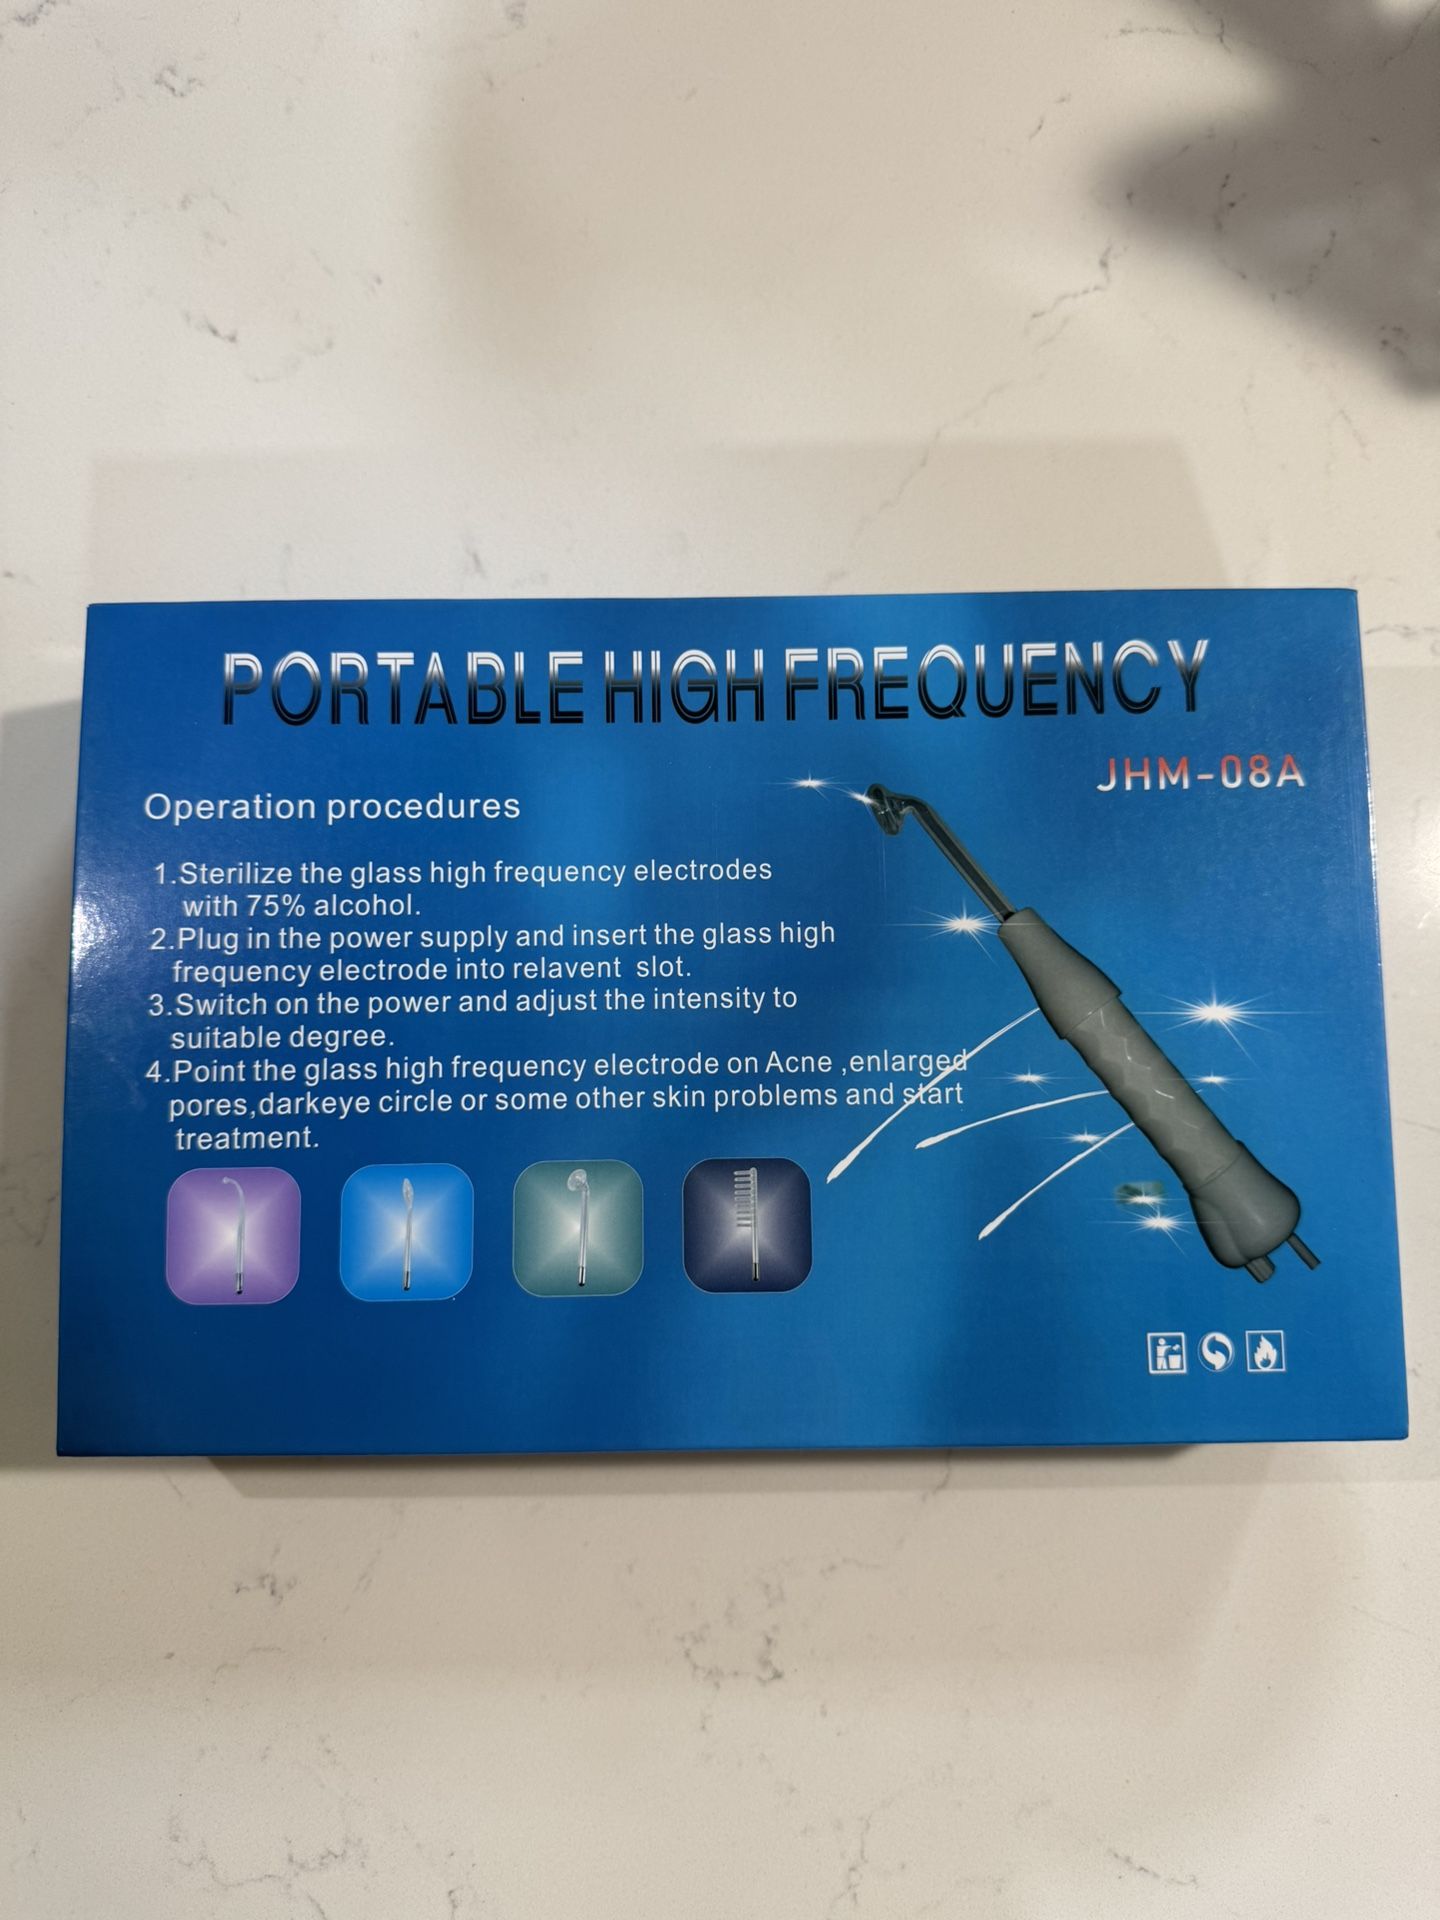 PORTABLE HIGH FREQUENCY
JHM-08A
Operation procedures
1.Sterilize the glass high frequency electrodes
with 75% alcohol.
2.Plug in the power supply and insert the glass high
frequency electrode into relavent slot.
3.Switch on the power and adjust the intensity to
suitable degree.
4.Point the glass high frequency electrode on Acne ,enlarged
pores,darkeye circle or some other skin problems and start
treatment.